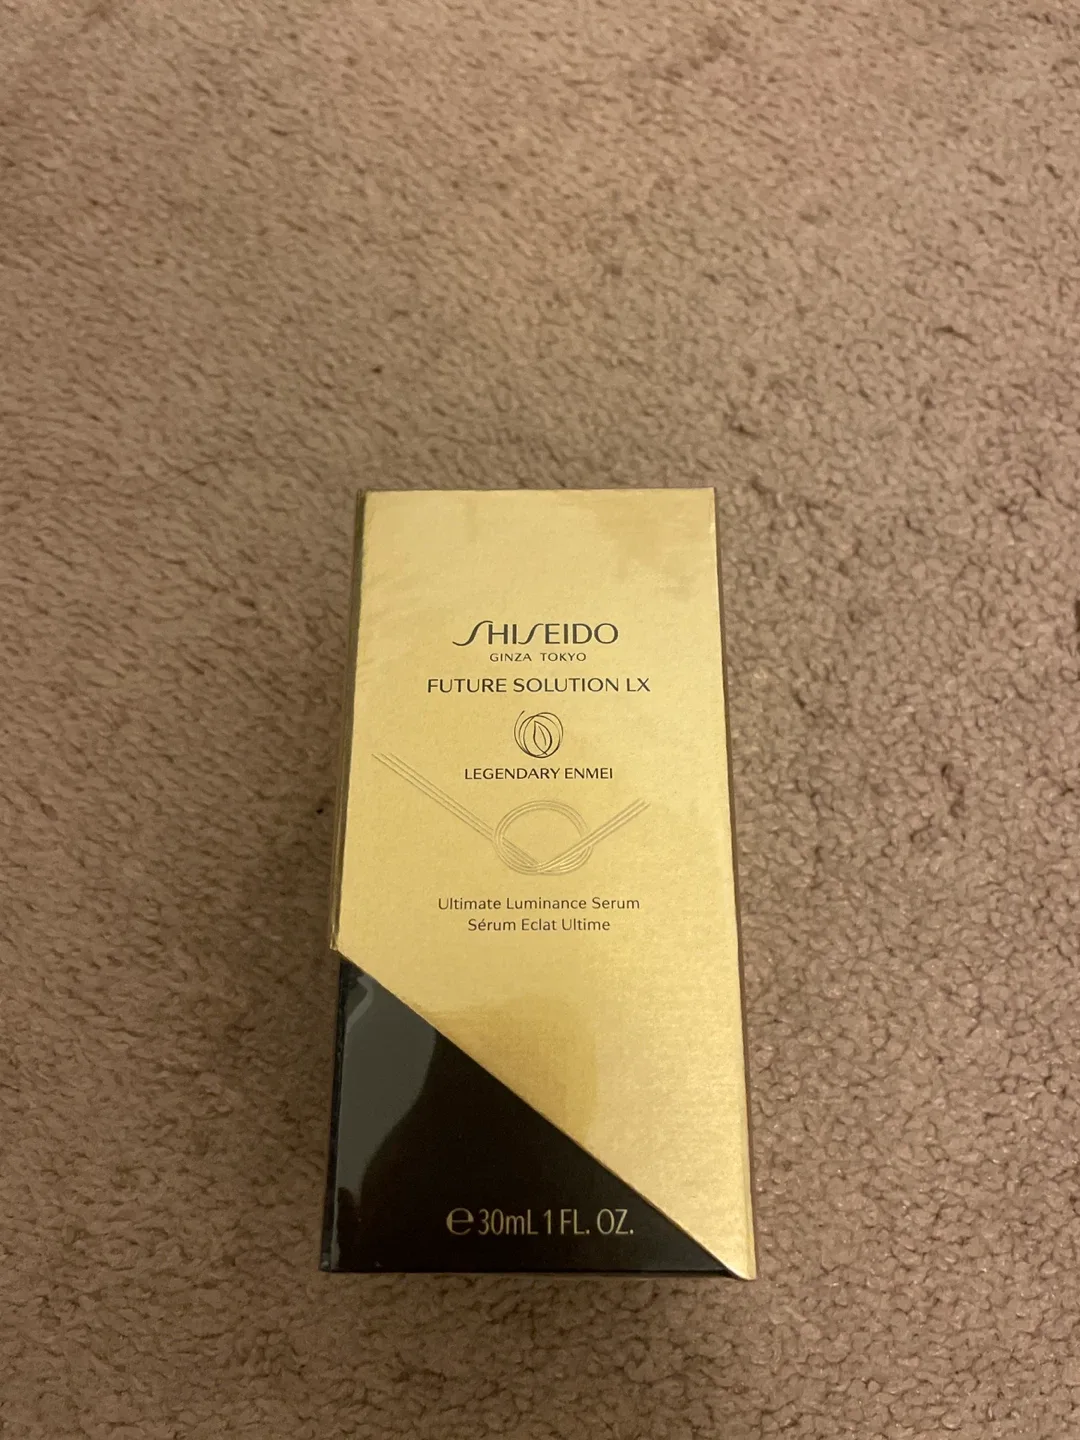 SHISEIDO
GINZA TOKYO
FUTURE SOLUTION LX
LEGENDARY ENMEI
Ultimate Luminance Serum
Sérum Eclat Ultime
℮30mL 1 FL. OZ.